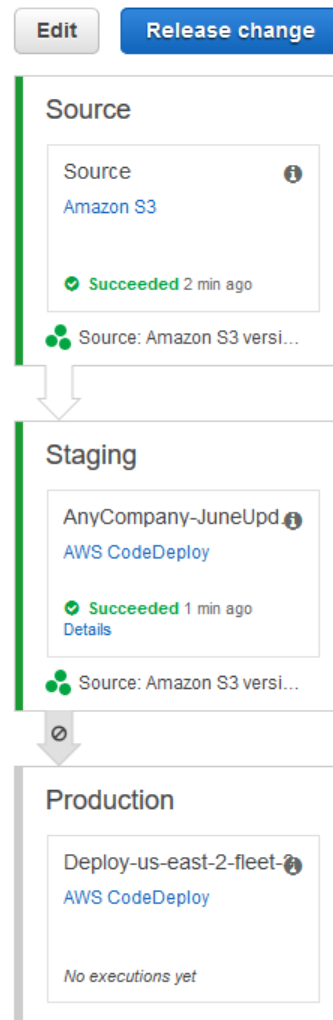 Edit
Release change
Source
Source
Amazon S3
Succeeded 2 min ago
Source: Amazon S3 versi...
Staging
AnyCompany-JuneUpd.
AWS CodeDeploy
Succeeded 1 min ago
Details
Source: Amazon S3 versi...
Production
Deploy-us-east-2-fleet-2
AWS CodeDeploy
No executions yet